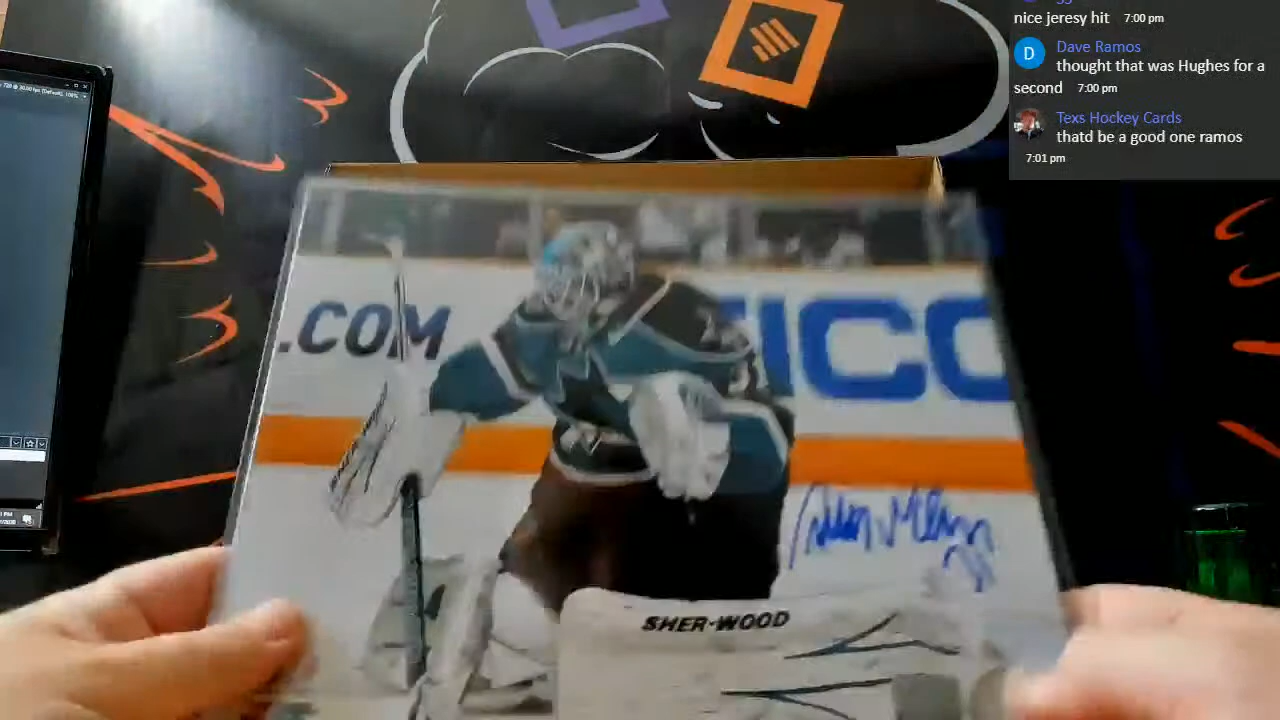 nice jeresy hit 7:00 pm
D Dave Ramos
thought that was Hughes for a
second 7:00 pm
Texs Hockey Cards
thatd be a good one ramos
7:01 pm
.COM
ICO
SHER-WOOD